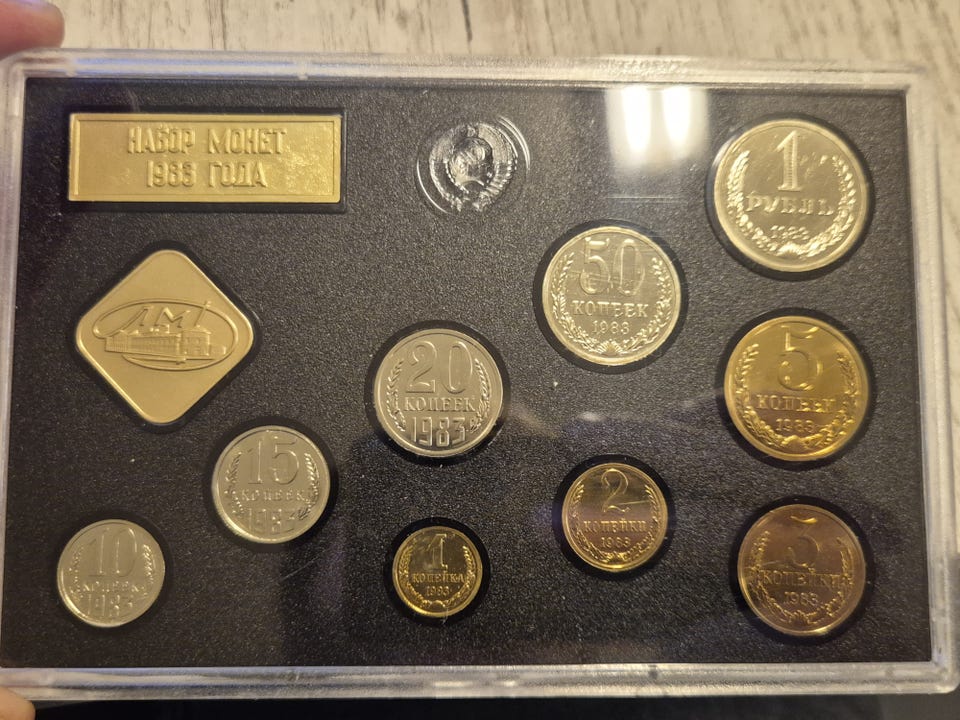 НАБОР МОНЕТ
1983 ГОДА
1
РУБЛЬ
1983
50
КОПЕЕК
1983
ЛМД
20
КОПЕЕК
1983
5
КОПЕЕК
1983
15
КОПЕЕК
1983
2
КОПЕЙКИ
1983
10
КОПЕЕК
1983
1
КОПЕЙКА
1983
3
КОПЕЙКИ
1983